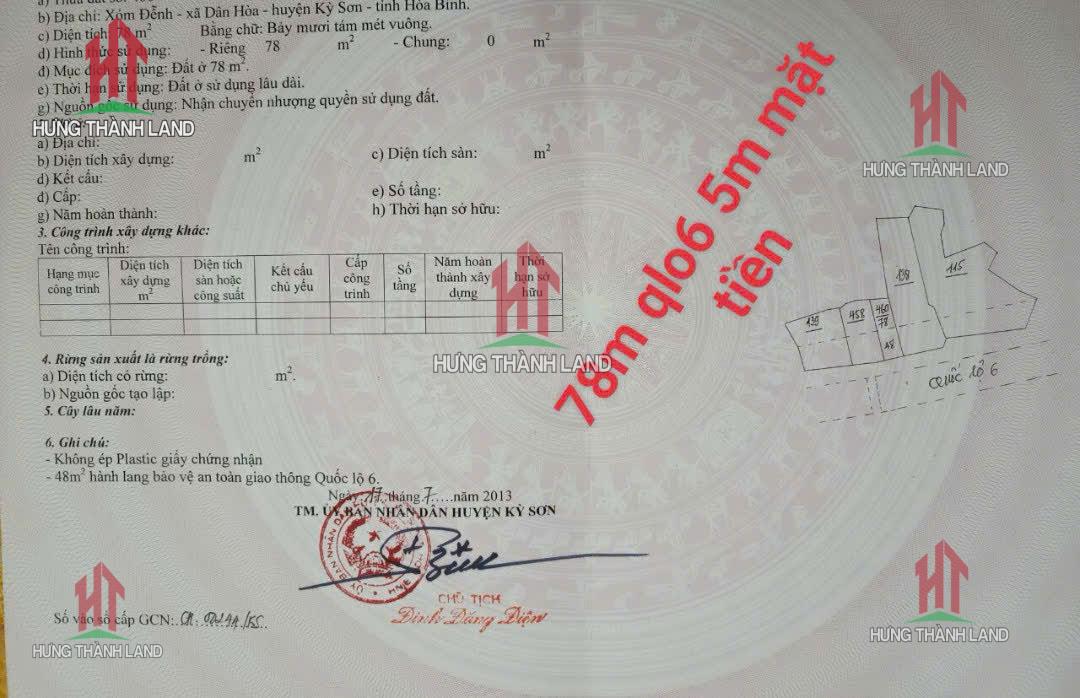 b) Địa chỉ: Xóm Đễnh - xã Dân Hòa - huyện Kỳ Sơn - tỉnh Hòa Bình.
c) Diện tích: m² Bằng chữ: Bảy mươi tám mét vuông.
d) Hình thức sử dụng: - Riêng 78 m² - Chung: 0 m²
đ) Mục đích sử dụng: Đất ở 78 m².
e) Thời hạn sử dụng: Đất ở sử dụng lâu dài.
g) Nguồn gốc sử dụng: Nhận chuyển nhượng quyền sử dụng đất.
HƯNG THÀNH LAND
a) Địa chỉ:
b) Diện tích xây dựng: m² c) Diện tích sàn: m²
d) Kết cấu:
đ) Cấp: e) Số tầng:
g) Năm hoàn thành: h) Thời hạn sở hữu:
3. Công trình xây dựng khác:
Tên công trình:
Hạng mục công trình
Diện tích xây dựng m²
Diện tích sàn hoặc công suất
Kết cấu chủ yếu
Cấp công trình
Số tầng
Năm hoàn thành xây dựng
Thời hạn sở hữu
HƯNG THÀNH LAND
4. Rừng sản xuất là rừng trồng:
a) Diện tích có rừng: m².
b) Nguồn gốc tạo lập:
5. Cây lâu năm:
6. Ghi chú:
- Không ép Plastic giấy chứng nhận
- 48m² hành lang bảo vệ an toàn giao thông Quốc lộ 6.
Ngày 17 tháng 7 năm 2013
TM. ỦY BAN NHÂN DÂN HUYỆN KỲ SƠN
CHỦ TỊCH
Đinh Đăng Điện
Số vào sổ cấp GCN:
HƯNG THÀNH LAND
78m qlo6 5m mặt
tiền
HƯNG THÀNH LAND
115
458
460
78
48
Quốc lộ 6
HƯNG THÀNH LAND